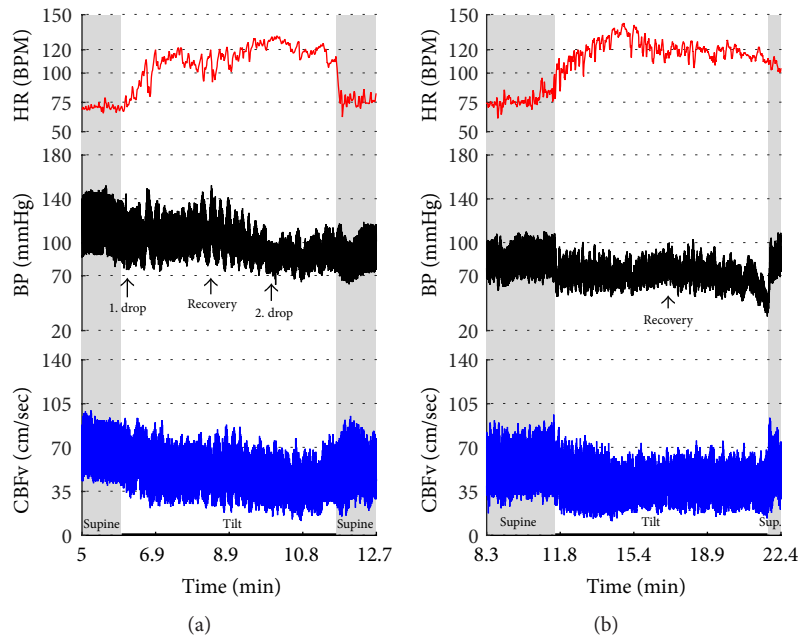 HR (BPM)
150
120
100
75
50
BP (mmHg)
180
140
100
70
20
1. drop
Recovery
2. drop
CBFv (cm/sec)
140
105
70
35
0
Supine
Tilt
Supine
5
6.9
8.9
10.8
12.7
Time (min)
(a)
HR (BPM)
150
120
100
75
50
BP (mmHg)
180
140
100
70
20
Recovery
CBFv (cm/sec)
140
105
70
35
0
Supine
Tilt
Sup.
8.3
11.8
15.4
18.9
22.4
Time (min)
(b)